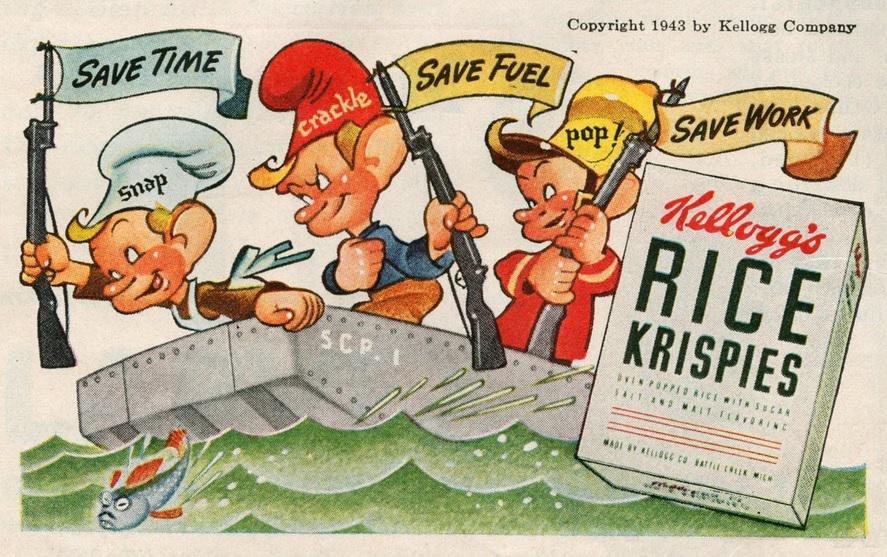 Copyright 1943 by Kellogg Company
SAVE TIME
SAVE FUEL
SAVE WORK
snap
crackle
pop!
S.C.P. 1
Kellogg's
RICE
KRISPIES
OVEN POPPED RICE WITH SUGAR
SALT AND MALT FLAVORING
MADE BY KELLOGG CO. BATTLE CREEK, MICH